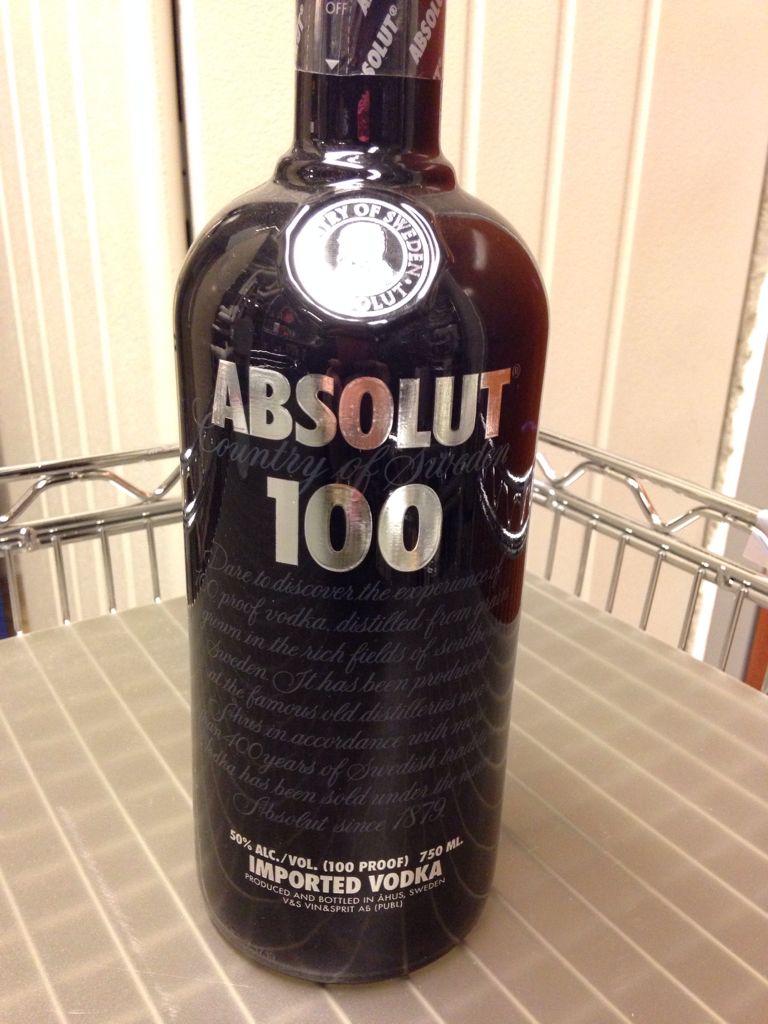 OFF
ABSOLUT®
ABSOLUT
TRY OF SWEDEN
OLUT
ABSOLUT®
Country of Sweden
100
Dare to discover the experience of
0 proof vodka, distilled from grain
grown in the rich fields of southern
Sweden. It has been produced
at the famous old distilleries near
Åhus in accordance with more
than 400 years of Swedish tradition
Vodka has been sold under the name
Absolut since 1879.
50% ALC./VOL. (100 PROOF) 750 ML.
IMPORTED VODKA
PRODUCED AND BOTTLED IN ÅHUS, SWEDEN
V&S VIN&SPRIT AB (PUBL)